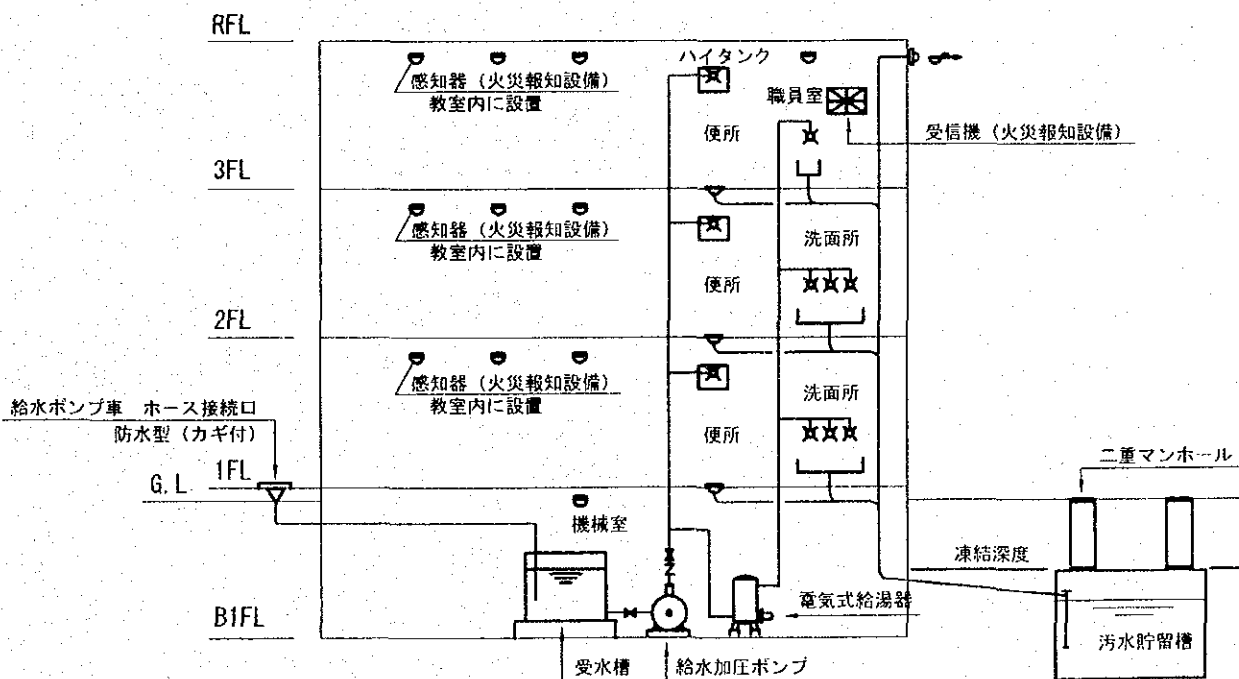 RFL
ハイタンク
感知器（火災報知設備）
教室内に設置
職員室
便所
受信機（火災報知設備）
3FL
感知器（火災報知設備）
教室内に設置
洗面所
便所
2FL
感知器（火災報知設備）
教室内に設置
洗面所
給水ポンプ車　ホース接続口
防水型（カギ付）
便所
二重マンホール
1FL
G.L
機械室
凍結深度
電気式給湯器
B1FL
汚水貯留槽
受水槽
給水加圧ポンプ